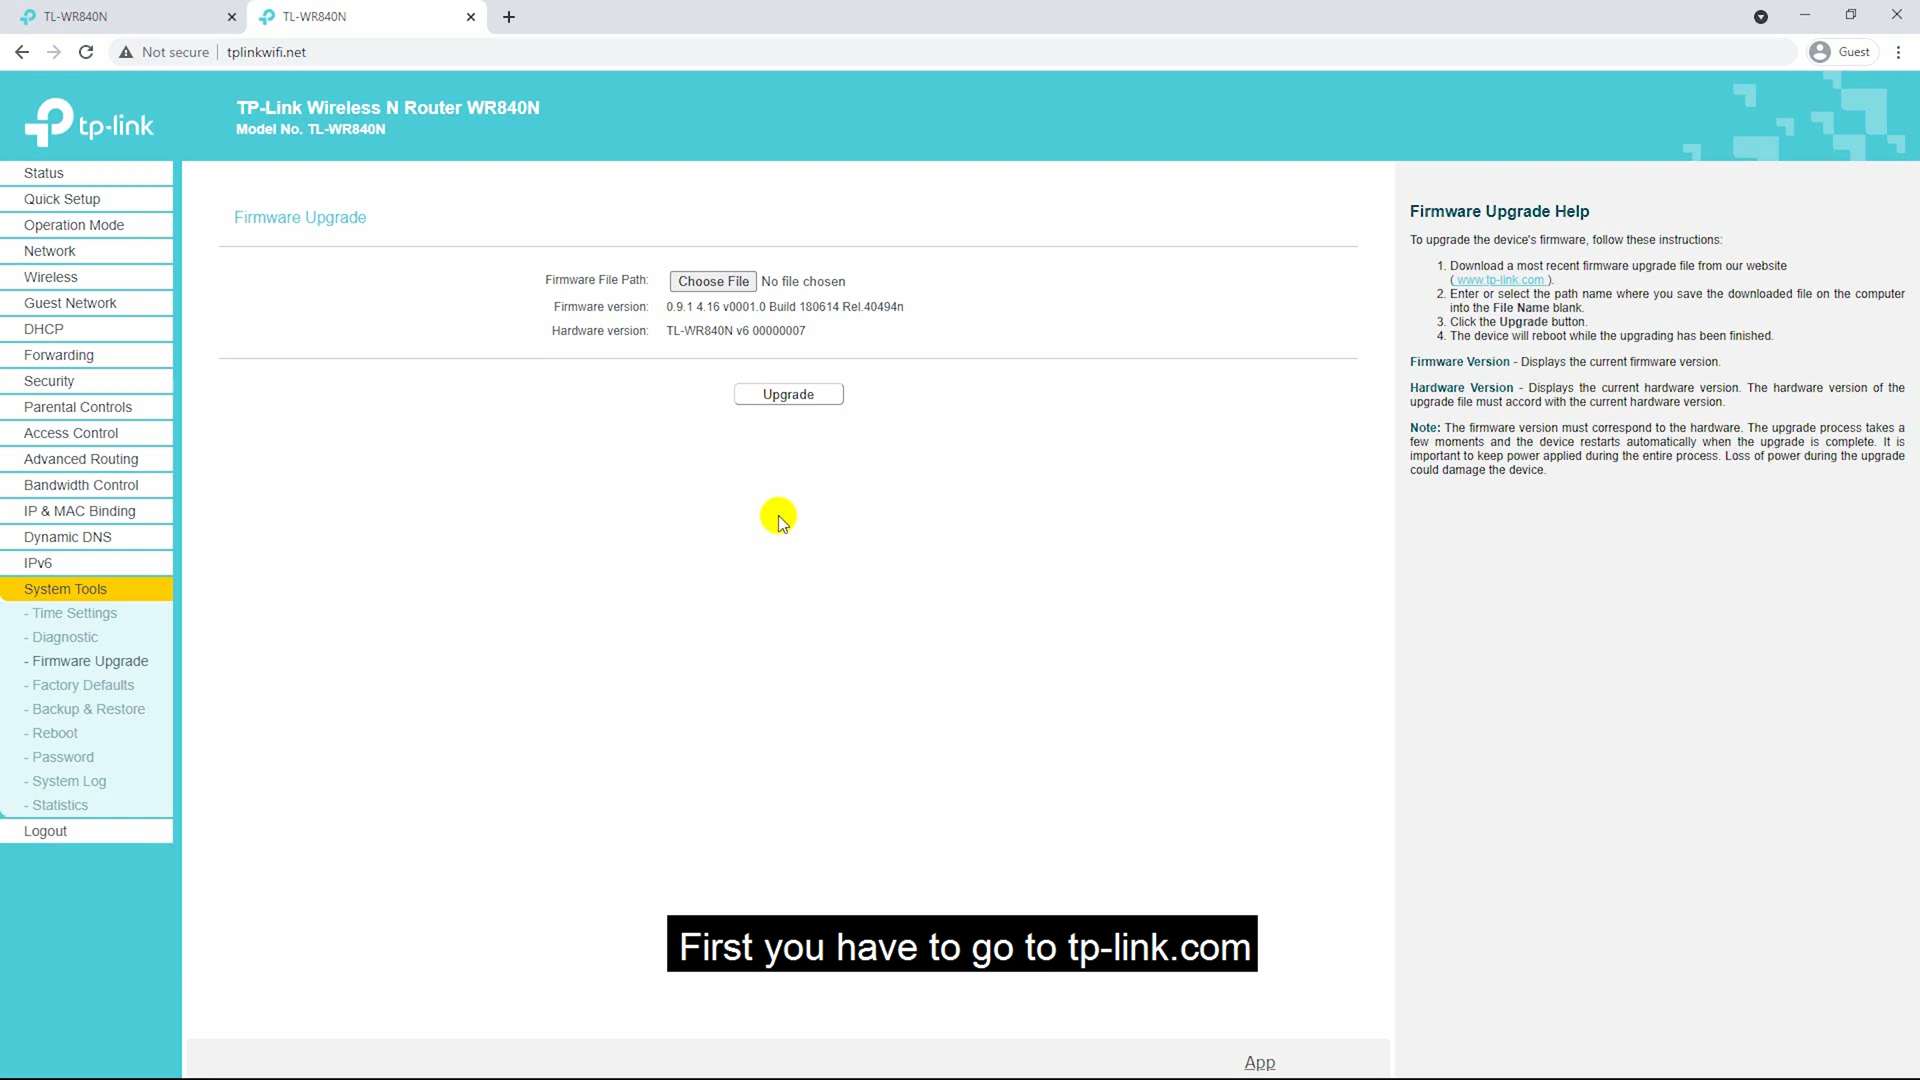 TL-WR840N
TL-WR840N
Not secure
tplinkwifi.net
Guest
tp-link
TP-Link Wireless N Router WR840N
Model No. TL-WR840N
Status
Quick Setup
Operation Mode
Network
Wireless
Guest Network
DHCP
Forwarding
Security
Parental Controls
Access Control
Advanced Routing
Bandwidth Control
IP & MAC Binding
Dynamic DNS
IPv6
System Tools
- Time Settings
- Diagnostic
- Firmware Upgrade
- Factory Defaults
- Backup & Restore
- Reboot
- Password
- System Log
- Statistics
Logout
Firmware Upgrade
Firmware File Path: Choose File No file chosen
Firmware version: 0.9.1 4.16 v0001.0 Build 180614 Rel.40494n
Hardware version: TL-WR840N v6 00000007
Upgrade
Firmware Upgrade Help
To upgrade the device's firmware, follow these instructions:
1. Download a most recent firmware upgrade file from our website
( www.tp-link.com ).
2. Enter or select the path name where you save the downloaded file on the computer
into the File Name blank.
3. Click the Upgrade button.
4. The device will reboot while the upgrading has been finished.
Firmware Version - Displays the current firmware version.
Hardware Version - Displays the current hardware version. The hardware version of the
upgrade file must accord with the current hardware version.
Note: The firmware version must correspond to the hardware. The upgrade process takes a
few moments and the device restarts automatically when the upgrade is complete. It is
important to keep power applied during the entire process. Loss of power during the upgrade
could damage the device.
First you have to go to tp-link.com
App